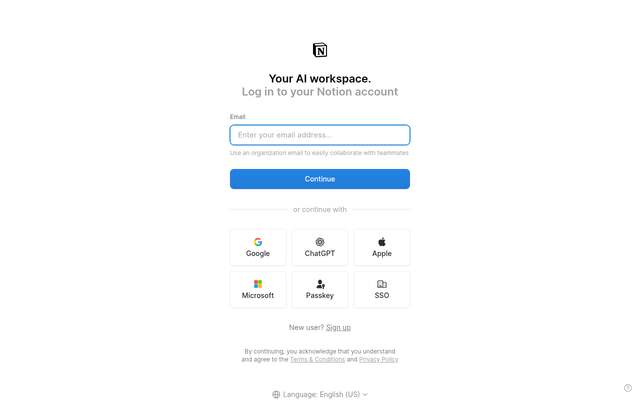 Your AI workspace.
Log in to your Notion account
Email
Enter your email address...
Use an organization email to easily collaborate with teammates
Continue
or continue with
Google
ChatGPT
Apple
Microsoft
Passkey
SSO
New user? Sign up
By continuing, you acknowledge that you understand
and agree to the Terms & Conditions and Privacy Policy
Language: English (US)